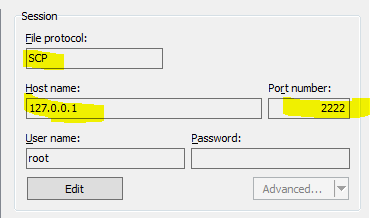 Session
File protocol:
SCP
Host name:
Port number:
127.0.0.1
2222
User name:
Password:
root
Edit
Advanced...